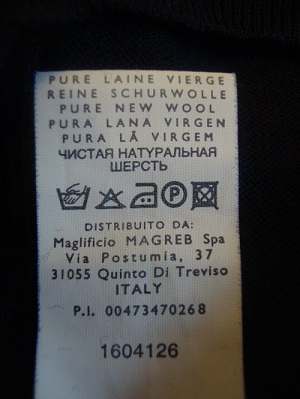 PURE LAINE VIERGE
REINE SCHURWOLLE
PURE NEW WOOL
PURA LANA VIRGEN
PURA LÃ VIRGEM
ЧИСТАЯ НАТУРАЛЬНАЯ
ШЕРСТЬ
P
DISTRIBUITO DA:
Maglificio MAGREB Spa
Via Postumia, 37
31055 Quinto Di Treviso
ITALY
P.I. 00473470268
1604126